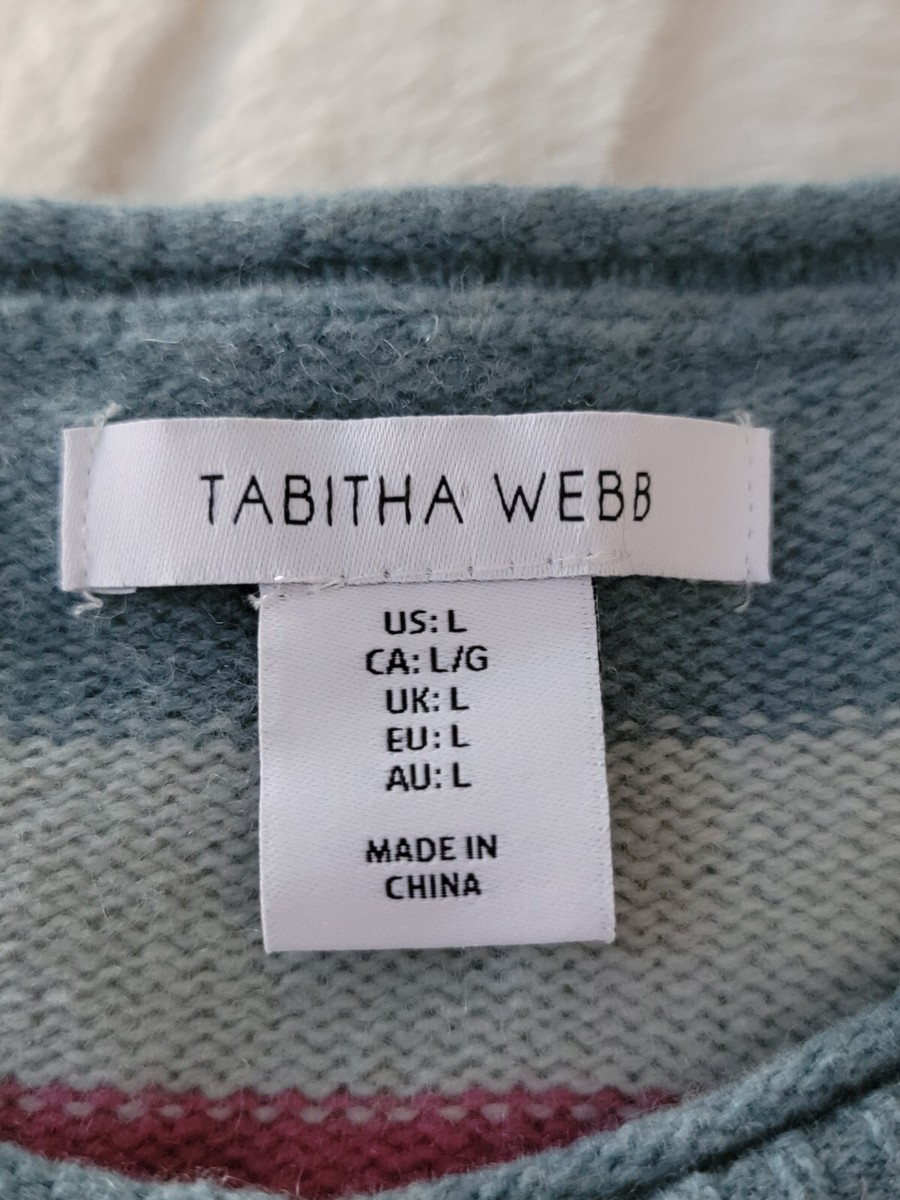 TABITHA WEBB
US: L
CA: L/G
UK: L
EU: L
AU: L
MADE IN
CHINA